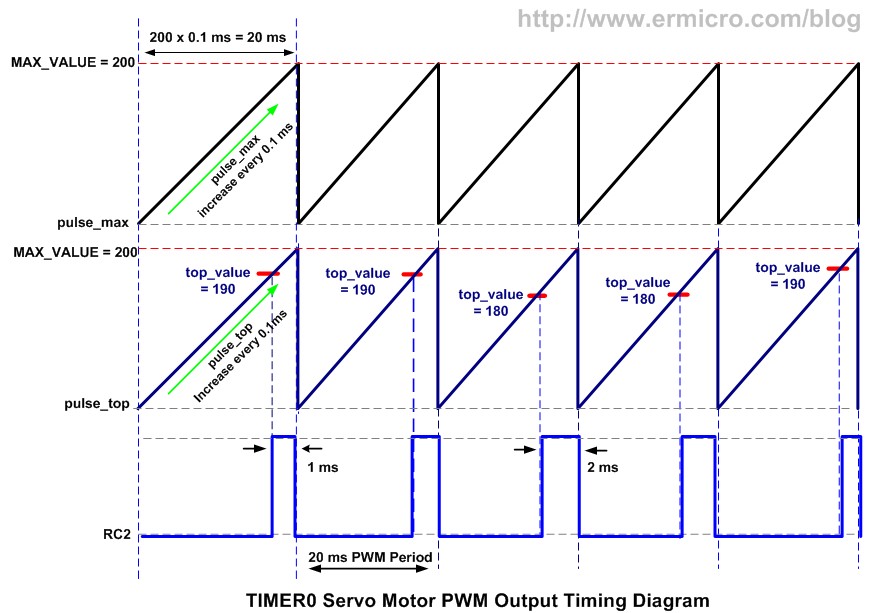 http://www.ermicro.com/blog
200 x 0.1 ms = 20 ms
MAX_VALUE = 200
pulse_max
increase every 0.1 ms
pulse_max
MAX_VALUE = 200
top_value
= 190
top_value
= 190
top_value
= 180
top_value
= 180
top_value
= 190
pulse_top
Increase every 0.1ms
pulse_top
1 ms
2 ms
RC2
20 ms PWM Period
TIMER0 Servo Motor PWM Output Timing Diagram